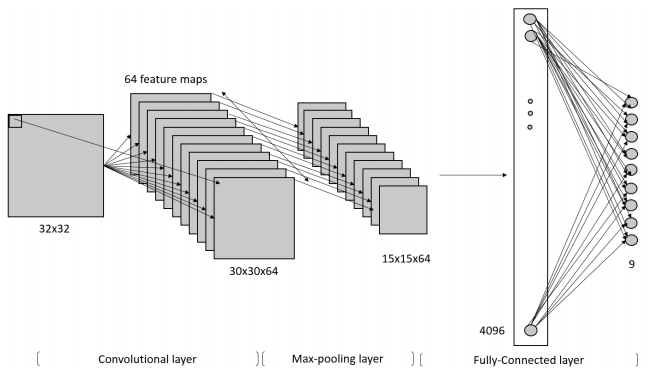 64 feature maps
32x32
30x30x64
15x15x64
4096
9
Convolutional layer
Max-pooling layer
Fully-Connected layer